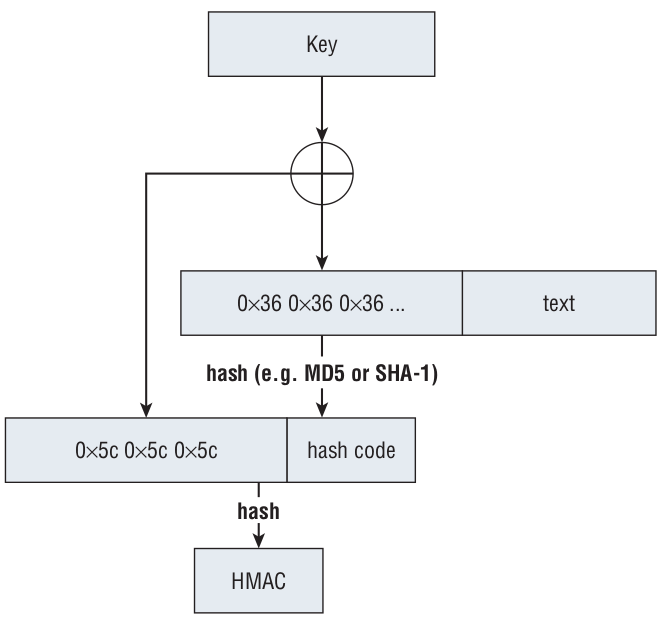 Key
0×36 0×36 0×36 ...
text
hash (e.g. MD5 or SHA-1)
0×5c 0×5c 0×5c
hash code
hash
HMAC